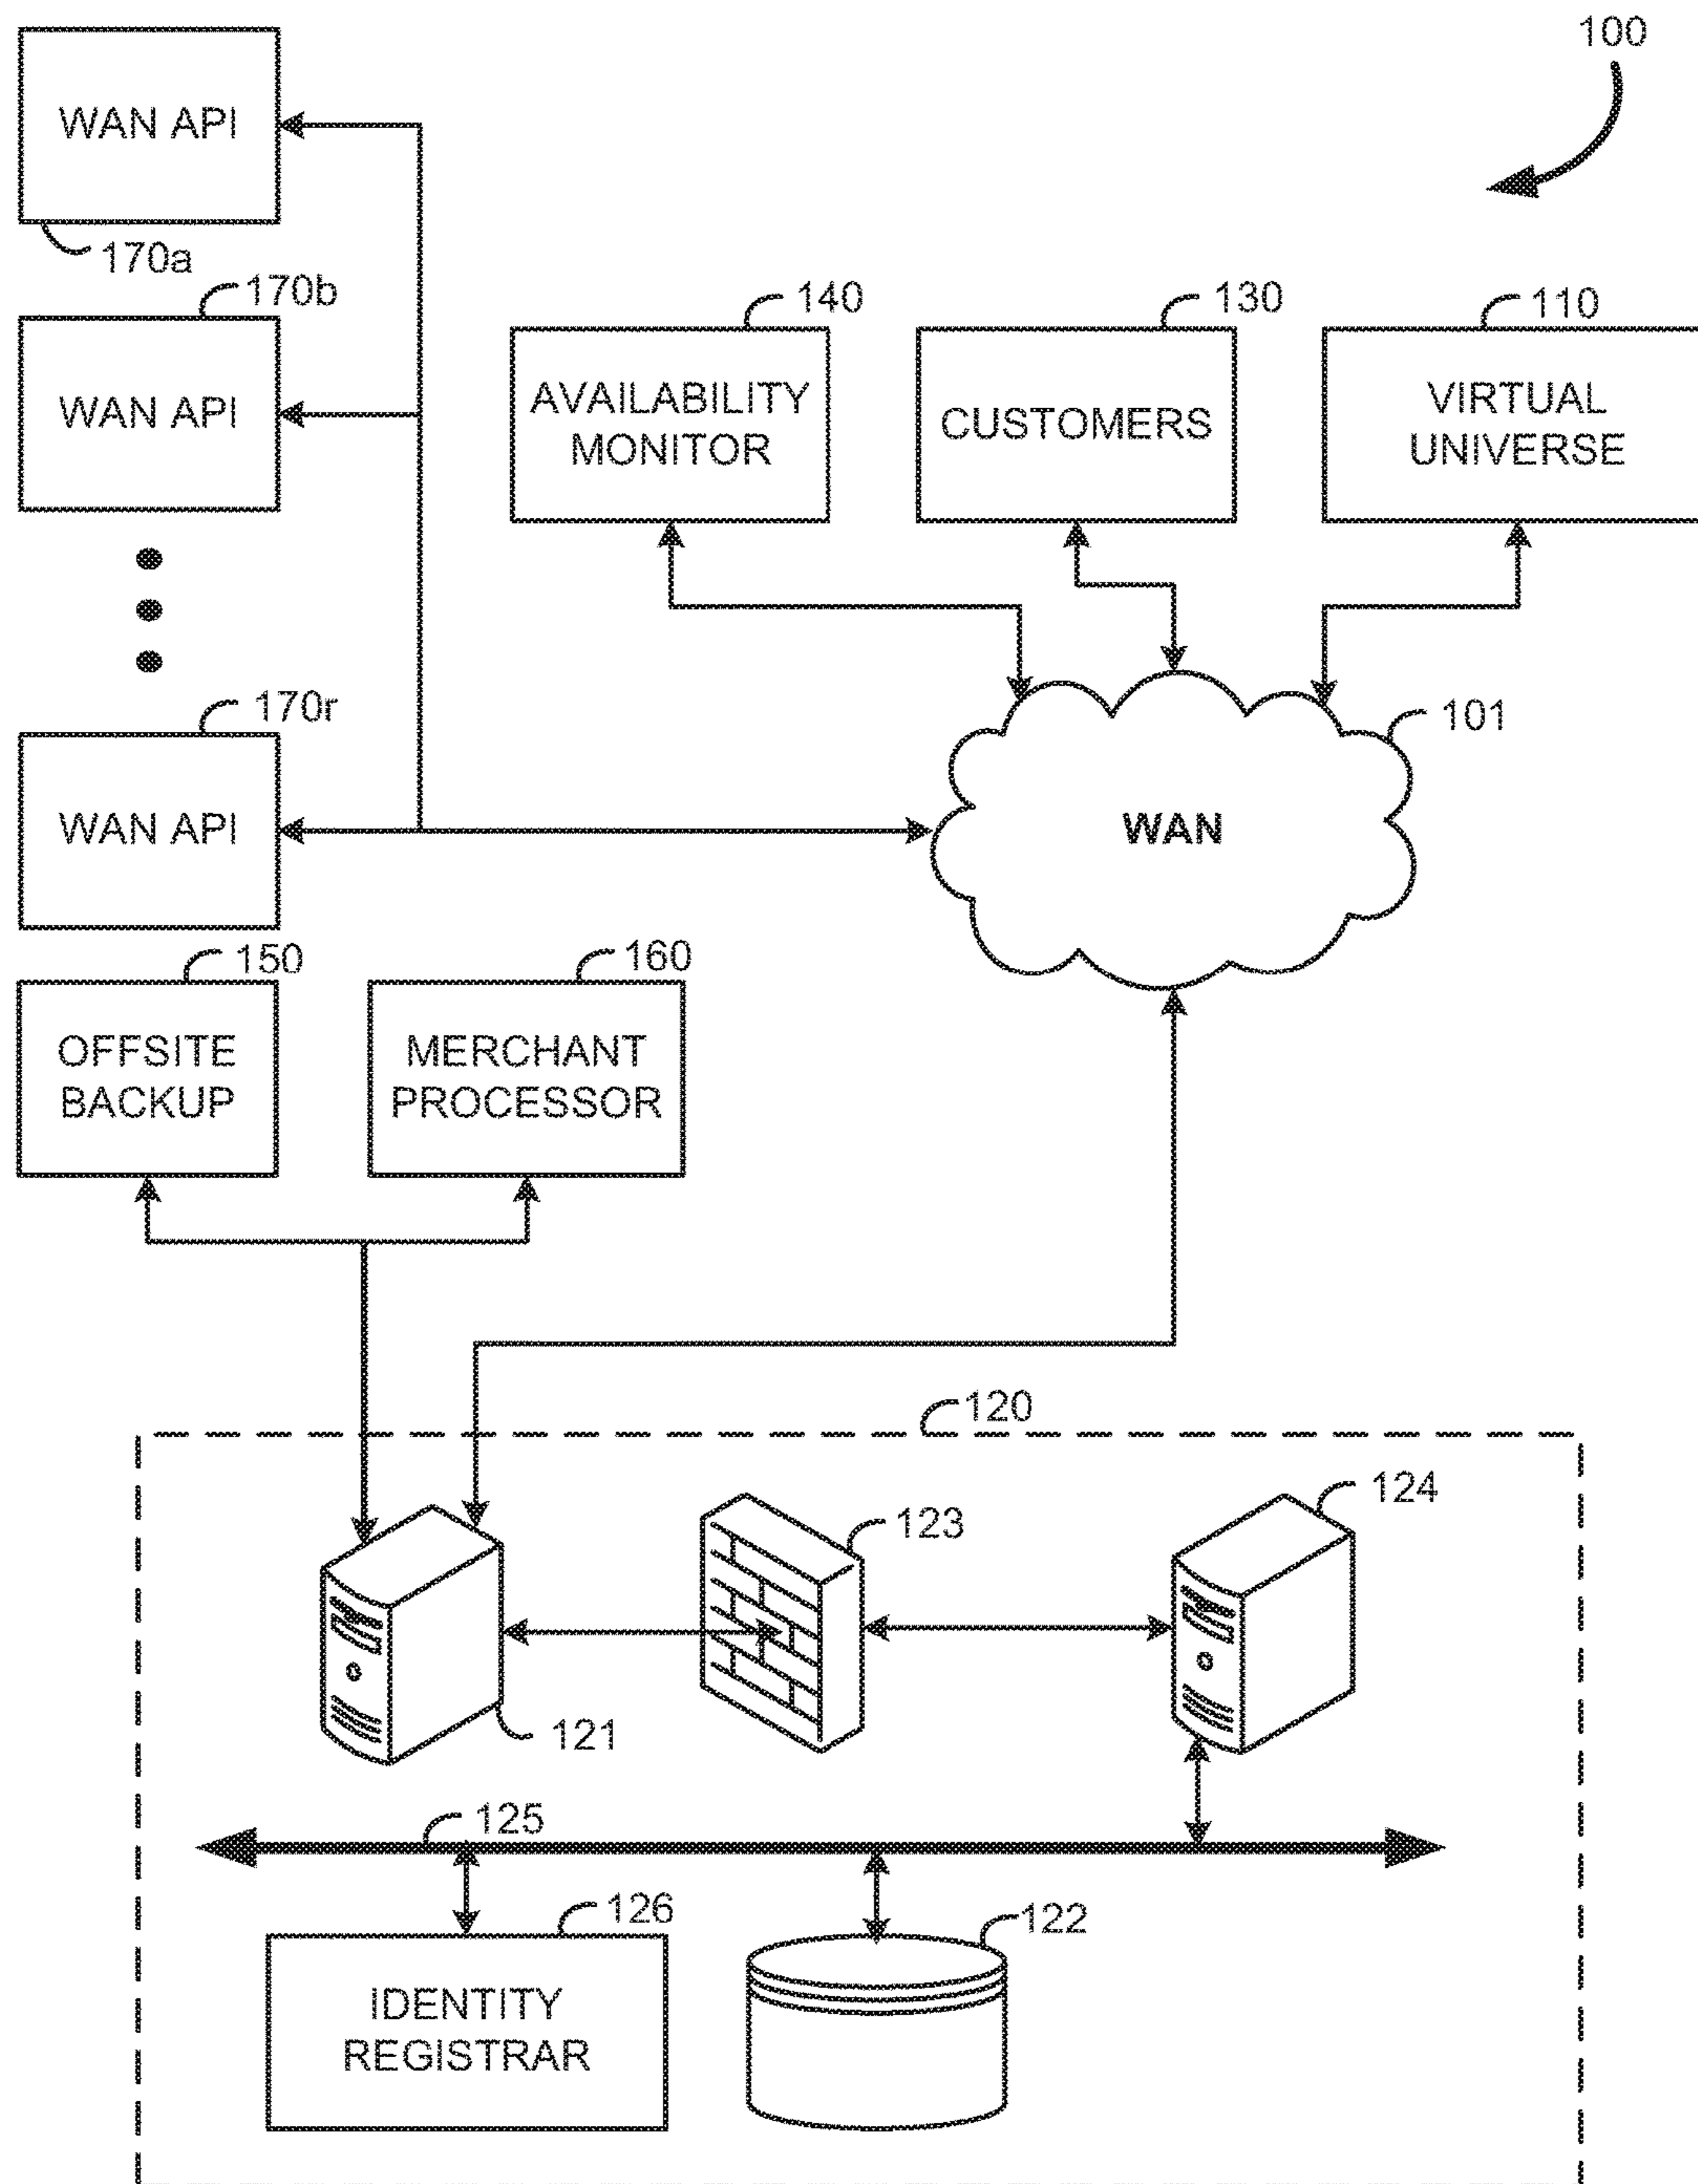 100
WAN API
170a
170b
WAN API
140
AVAILABILITY
MONITOR
130
CUSTOMERS
110
VIRTUAL
UNIVERSE
170r
WAN API
101
WAN
150
OFFSITE
BACKUP
160
MERCHANT
PROCESSOR
120
121
123
124
125
126
IDENTITY
REGISTRAR
122